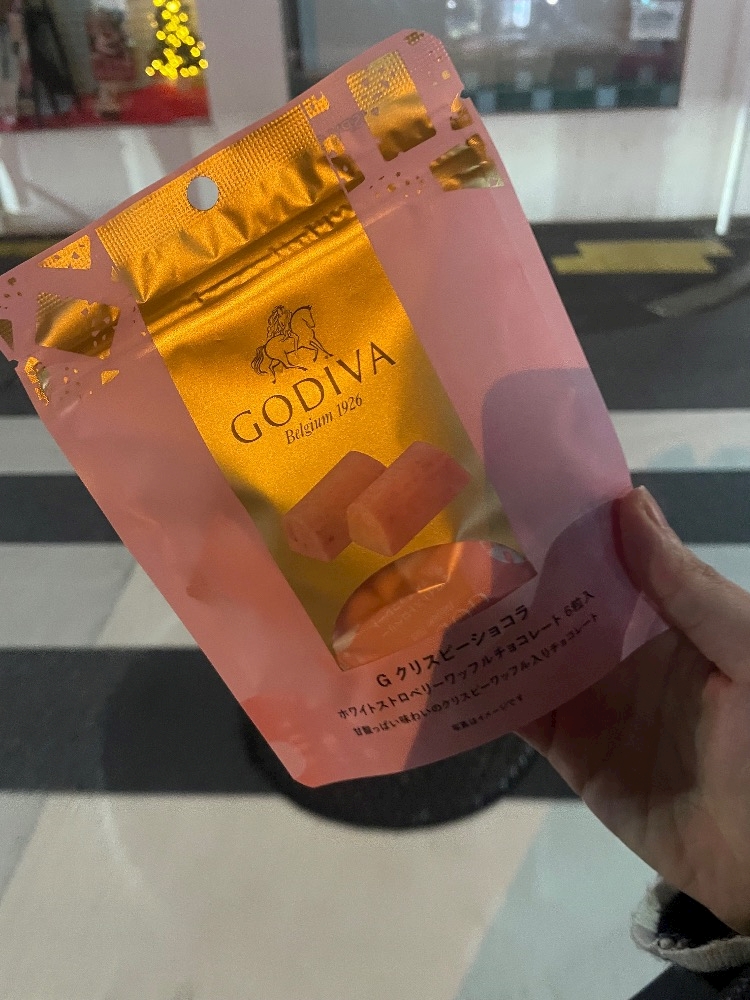 GODIVA
Belgium 1926
G クリスピーショコラ
ホワイトストロベリーワッフルチョコレート 6粒入
甘酸っぱい味わいのクリスピーワッフル入りチョコレート
写真はイメージです